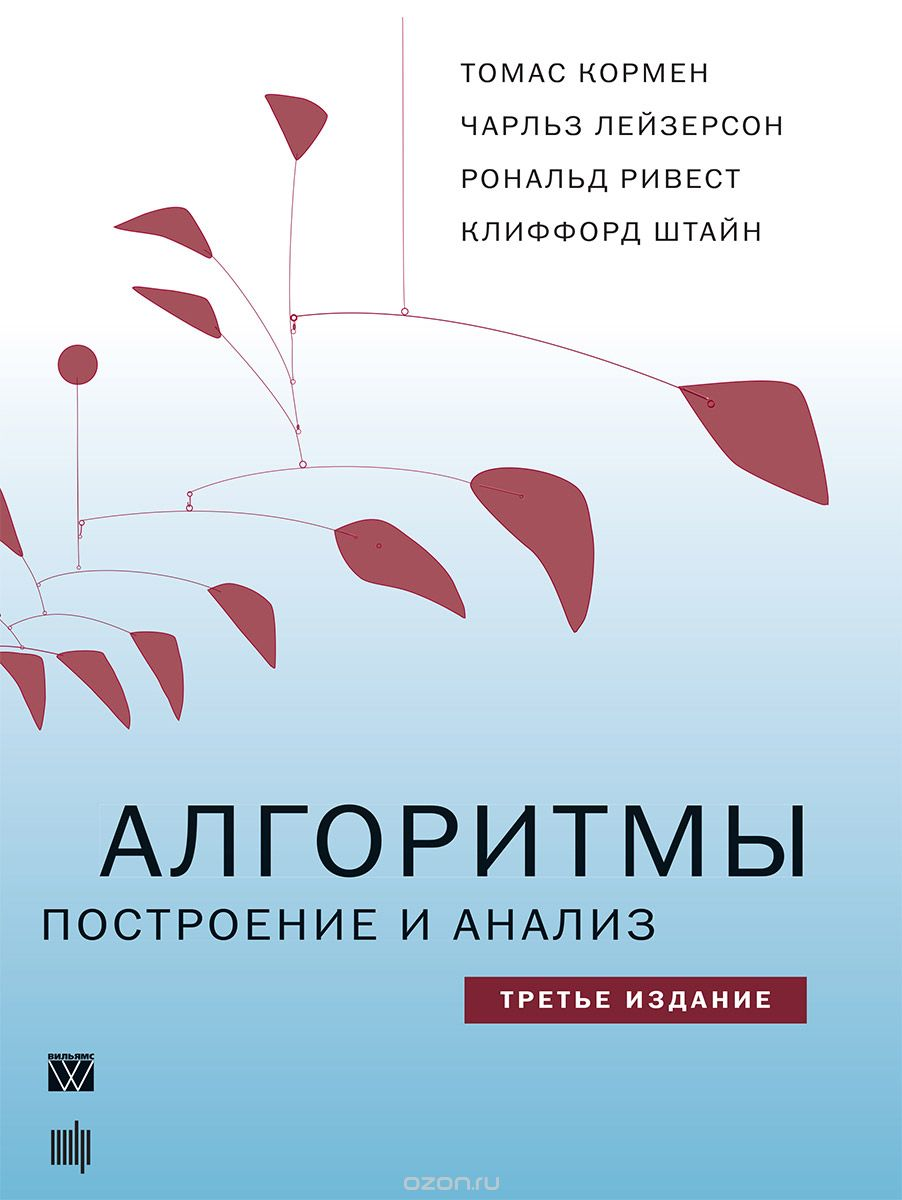 ТОМАС КОРМЕН
ЧАРЛЬЗ ЛЕЙЗЕРСОН
РОНАЛЬД РИВЕСТ
КЛИФФОРД ШТАЙН
АЛГОРИТМЫ
ПОСТРОЕНИЕ И АНАЛИЗ
ТРЕТЬЕ ИЗДАНИЕ
ВИЛЬЯМС
W
ozon.ru